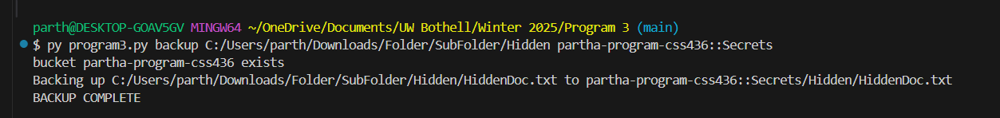 parth@DESKTOP-GOAV5GV MINGW64 ~/OneDrive/Documents/UW Bothell/Winter 2025/Program 3 (main)
$ py program3.py backup C:/Users/parth/Downloads/Folder/SubFolder/Hidden partha-program-css436::Secrets
bucket partha-program-css436 exists
Backing up C:/Users/parth/Downloads/Folder/SubFolder/Hidden/HiddenDoc.txt to partha-program-css436::Secrets/Hidden/HiddenDoc.txt
BACKUP COMPLETE